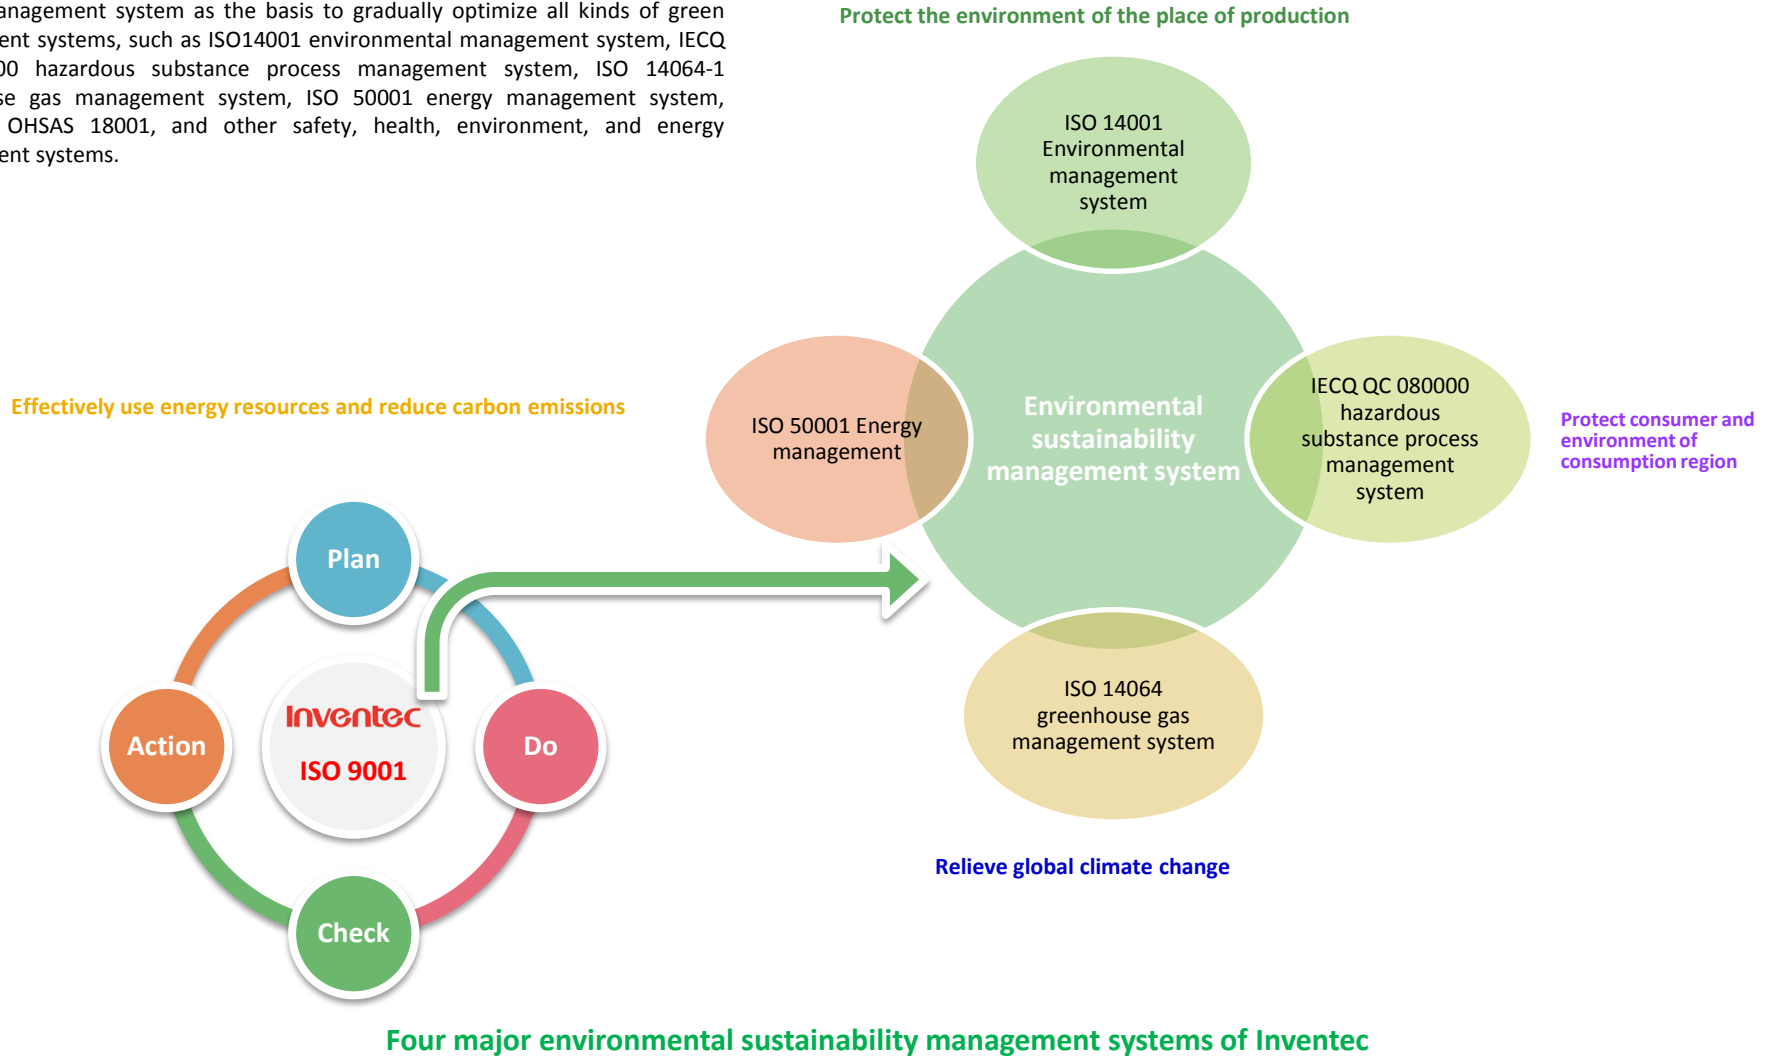 management system as the basis to gradually optimize all kinds of green
systems, such as ISO14001 environmental management system, IECQ
hazardous substance process management system, ISO 14064-1
gas management system, ISO 50001 energy management system,
OHSAS 18001, and other safety, health, environment, and energy
systems.
Protect the environment of the place of production
ISO 14001
Environmental
management
system
Effectively use energy resources and reduce carbon emissions
ISO 50001 Energy
management
Environmental
sustainability
management system
IECQ QC 080000
hazardous
substance process
management
system
Protect consumer and
environment of
consumption region
Plan
Action
Inventec
ISO 9001
Do
Check
ISO 14064
greenhouse gas
management system
Relieve global climate change
Four major environmental sustainability management systems of Inventec